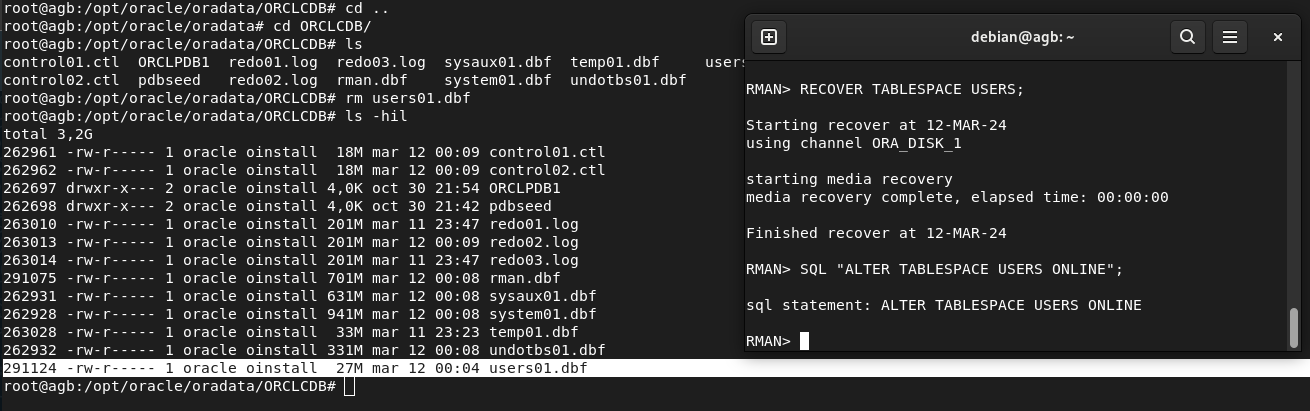 root@agb:/opt/oracle/oradata/ORCLCDB# cd ..
root@agb:/opt/oracle/oradata# cd ORCLCDB/
root@agb:/opt/oracle/oradata/ORCLCDB# ls
control01.ctl  ORCLPDB1  redo01.log  redo03.log  sysaux01.dbf  temp01.dbf     users
control02.ctl  pdbseed   redo02.log  rman.dbf    system01.dbf  undotbs01.dbf
root@agb:/opt/oracle/oradata/ORCLCDB# rm users01.dbf
root@agb:/opt/oracle/oradata/ORCLCDB# ls -hil
total 3,2G
262961 -rw-r----- 1 oracle oinstall  18M mar 12 00:09 control01.ctl
262962 -rw-r----- 1 oracle oinstall  18M mar 12 00:09 control02.ctl
262697 drwxr-x--- 2 oracle oinstall 4,0K oct 30 21:54 ORCLPDB1
262698 drwxr-x--- 2 oracle oinstall 4,0K oct 30 21:42 pdbseed
263010 -rw-r----- 1 oracle oinstall 201M mar 11 23:47 redo01.log
263013 -rw-r----- 1 oracle oinstall 201M mar 12 00:09 redo02.log
263014 -rw-r----- 1 oracle oinstall 201M mar 11 23:47 redo03.log
291075 -rw-r----- 1 oracle oinstall 701M mar 12 00:08 rman.dbf
262931 -rw-r----- 1 oracle oinstall 631M mar 12 00:08 sysaux01.dbf
262928 -rw-r----- 1 oracle oinstall 941M mar 12 00:08 system01.dbf
263028 -rw-r----- 1 oracle oinstall  33M mar 11 23:23 temp01.dbf
262932 -rw-r----- 1 oracle oinstall 331M mar 12 00:08 undotbs01.dbf
291124 -rw-r----- 1 oracle oinstall  27M mar 12 00:04 users01.dbf
root@agb:/opt/oracle/oradata/ORCLCDB#
debian@agb: ~
RMAN> RECOVER TABLESPACE USERS;
Starting recover at 12-MAR-24
using channel ORA_DISK_1
starting media recovery
media recovery complete, elapsed time: 00:00:00
Finished recover at 12-MAR-24
RMAN> SQL "ALTER TABLESPACE USERS ONLINE";
sql statement: ALTER TABLESPACE USERS ONLINE
RMAN>